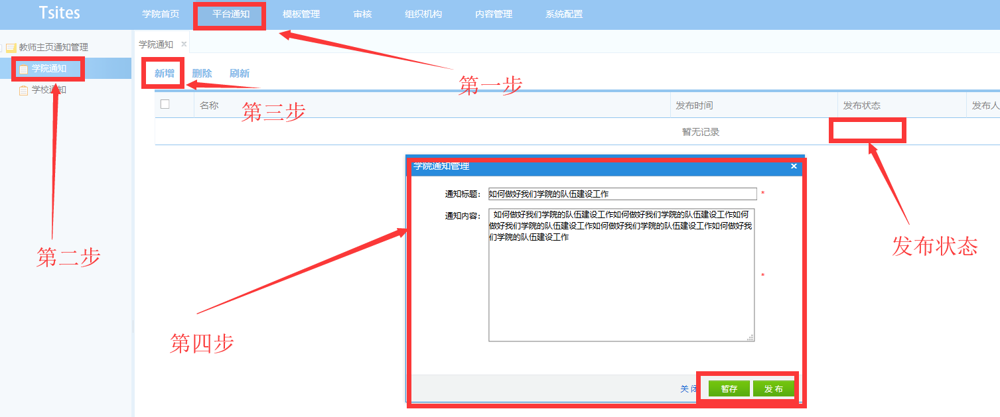 Tsites
学院首页 平台通知 模板管理 审核 组织机构 内容管理 系统配置
教师主页通知管理
学院通知
学校通知
学院通知 x
新增 删除 刷新
第一步
名称 发布时间 发布状态 发布人
第三步
暂无记录
学院通知管理 ×
通知标题： 如何做好我们学院的队伍建设工作 *
通知内容： 如何做好我们学院的队伍建设工作如何做好我们学院的队伍建设工作如何
做好我们学院的队伍建设工作如何做好我们学院的队伍建设工作如何做好我
们学院的队伍建设工作
*
第二步
发布状态
第四步
关闭 暂存 发布